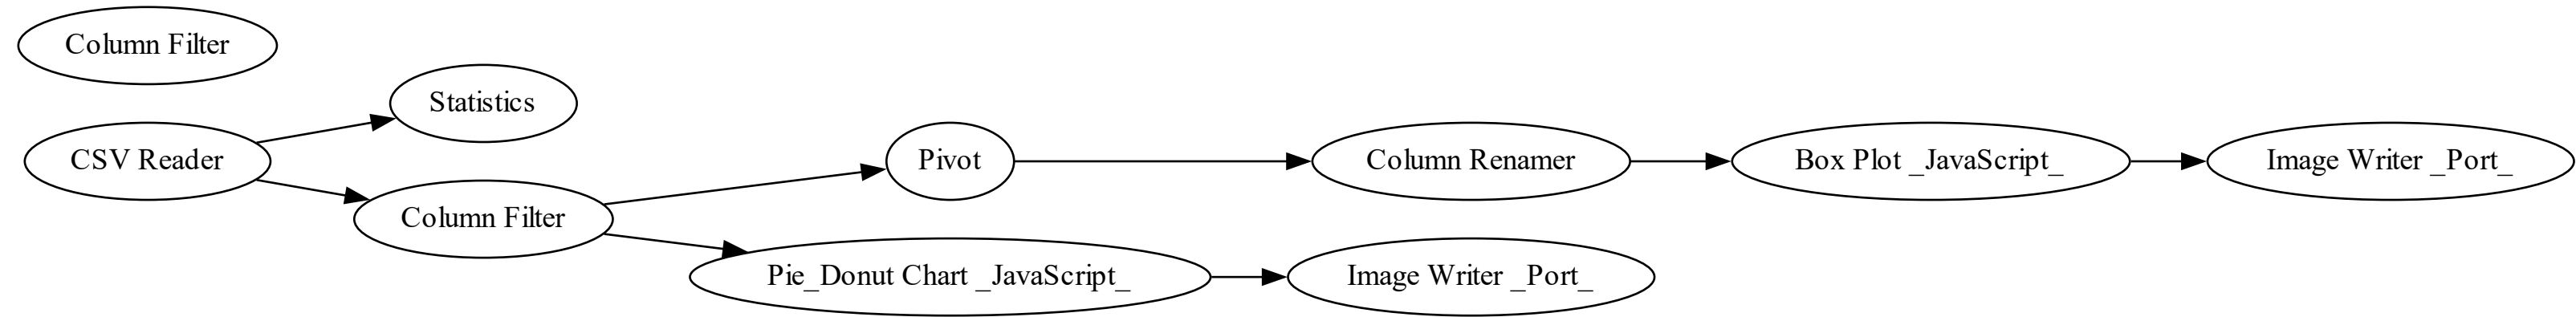 Column Filter
Statistics
CSV Reader
Pivot
Column Renamer
Box Plot _JavaScript_
Image Writer _Port_
Column Filter
Pie_Donut Chart _JavaScript_
Image Writer _Port_